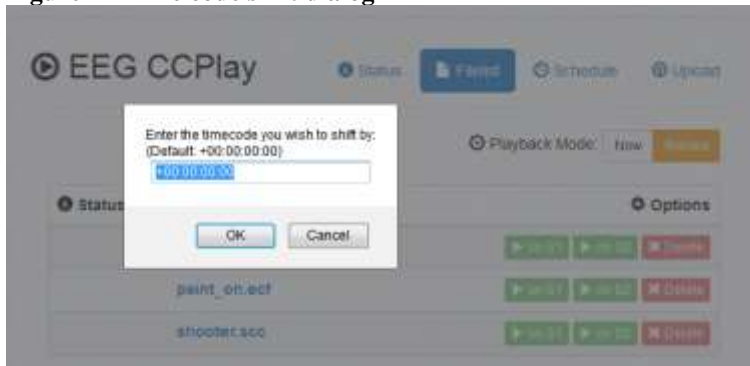 EEG CCPlay
Status
Filored
Schedule
Upload
Enter the timecode you wish to shift by:
(Default: +00:00:00:00)
+00:00:00:00
OK
Cancel
Playback Mode:
Now
Status
Options
Delete
paint_on.ecf
Delete
shooter.scc
Delete